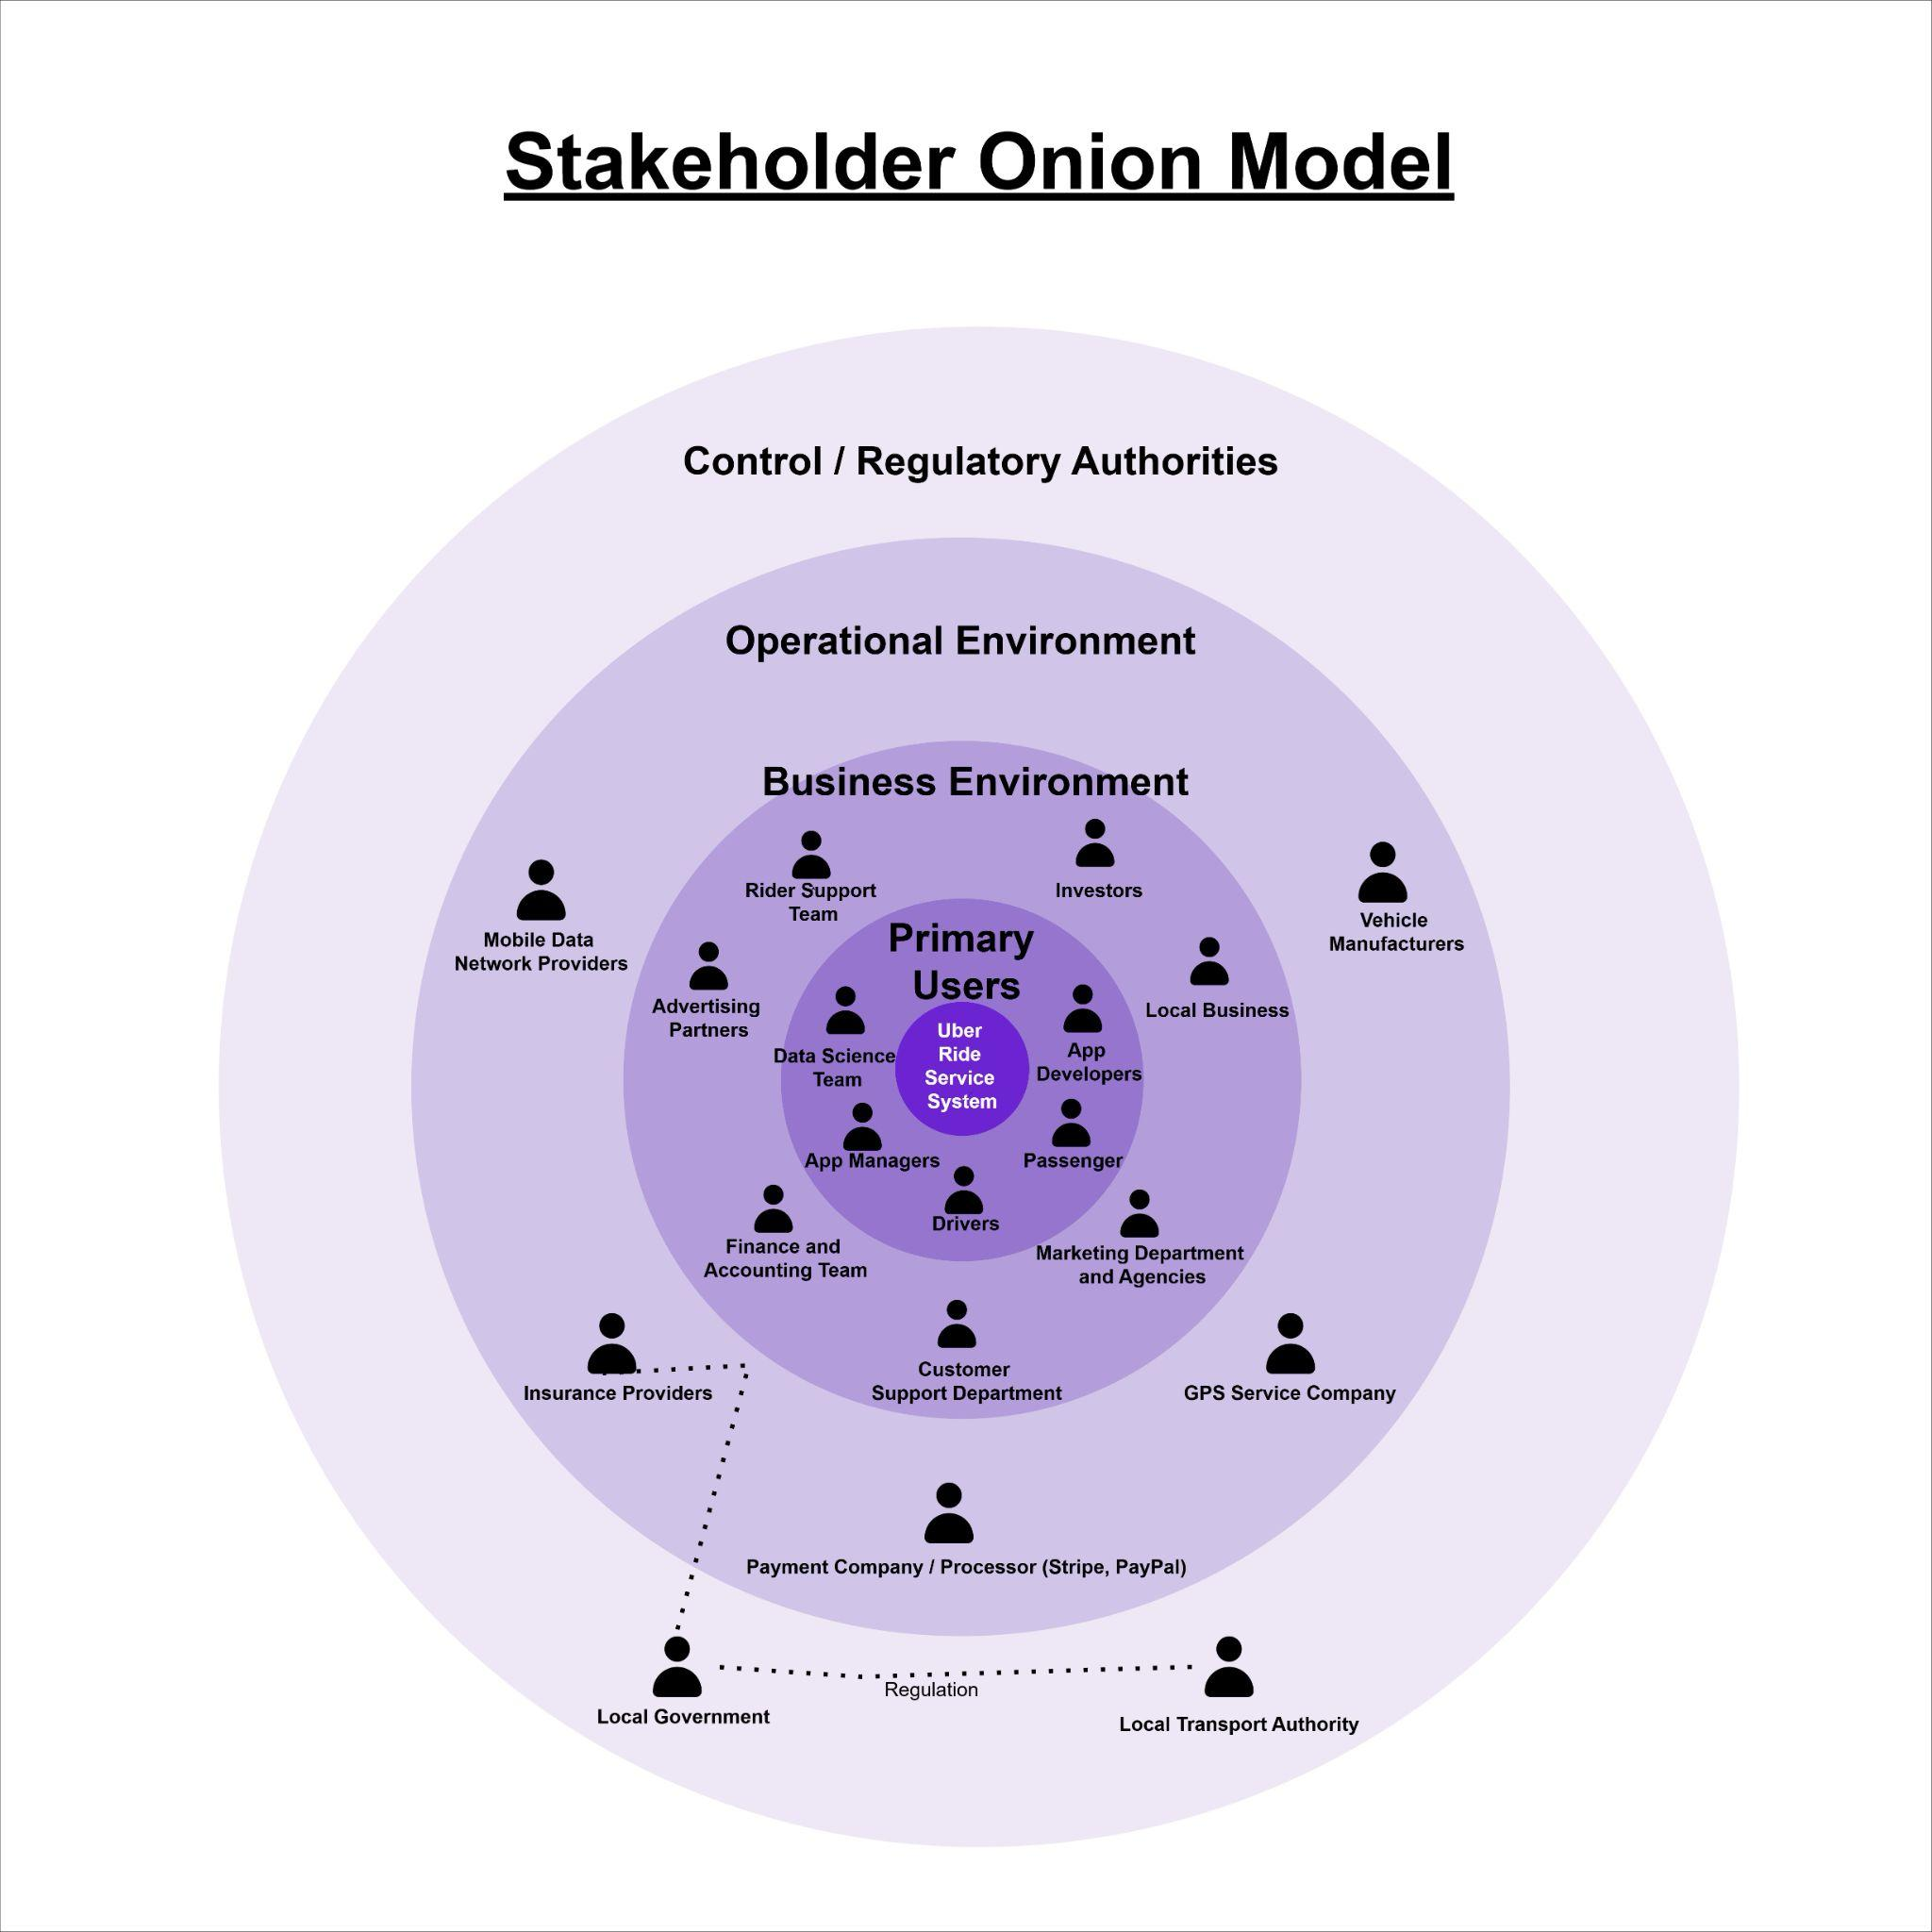 Stakeholder Onion Model
Control / Regulatory Authorities
Operational Environment
Business Environment
Rider Support
Team
Investors
Mobile Data
Network Providers
Vehicle
Manufacturers
Primary
Users
Advertising
Partners
Local Business
Data Science
Team
Uber
Ride
Service
System
App
Developers
App Managers
Passenger
Drivers
Finance and
Accounting Team
Marketing Department
and Agencies
Customer
Support Department
Insurance Providers
GPS Service Company
Payment Company / Processor (Stripe, PayPal)
Regulation
Local Government
Local Transport Authority